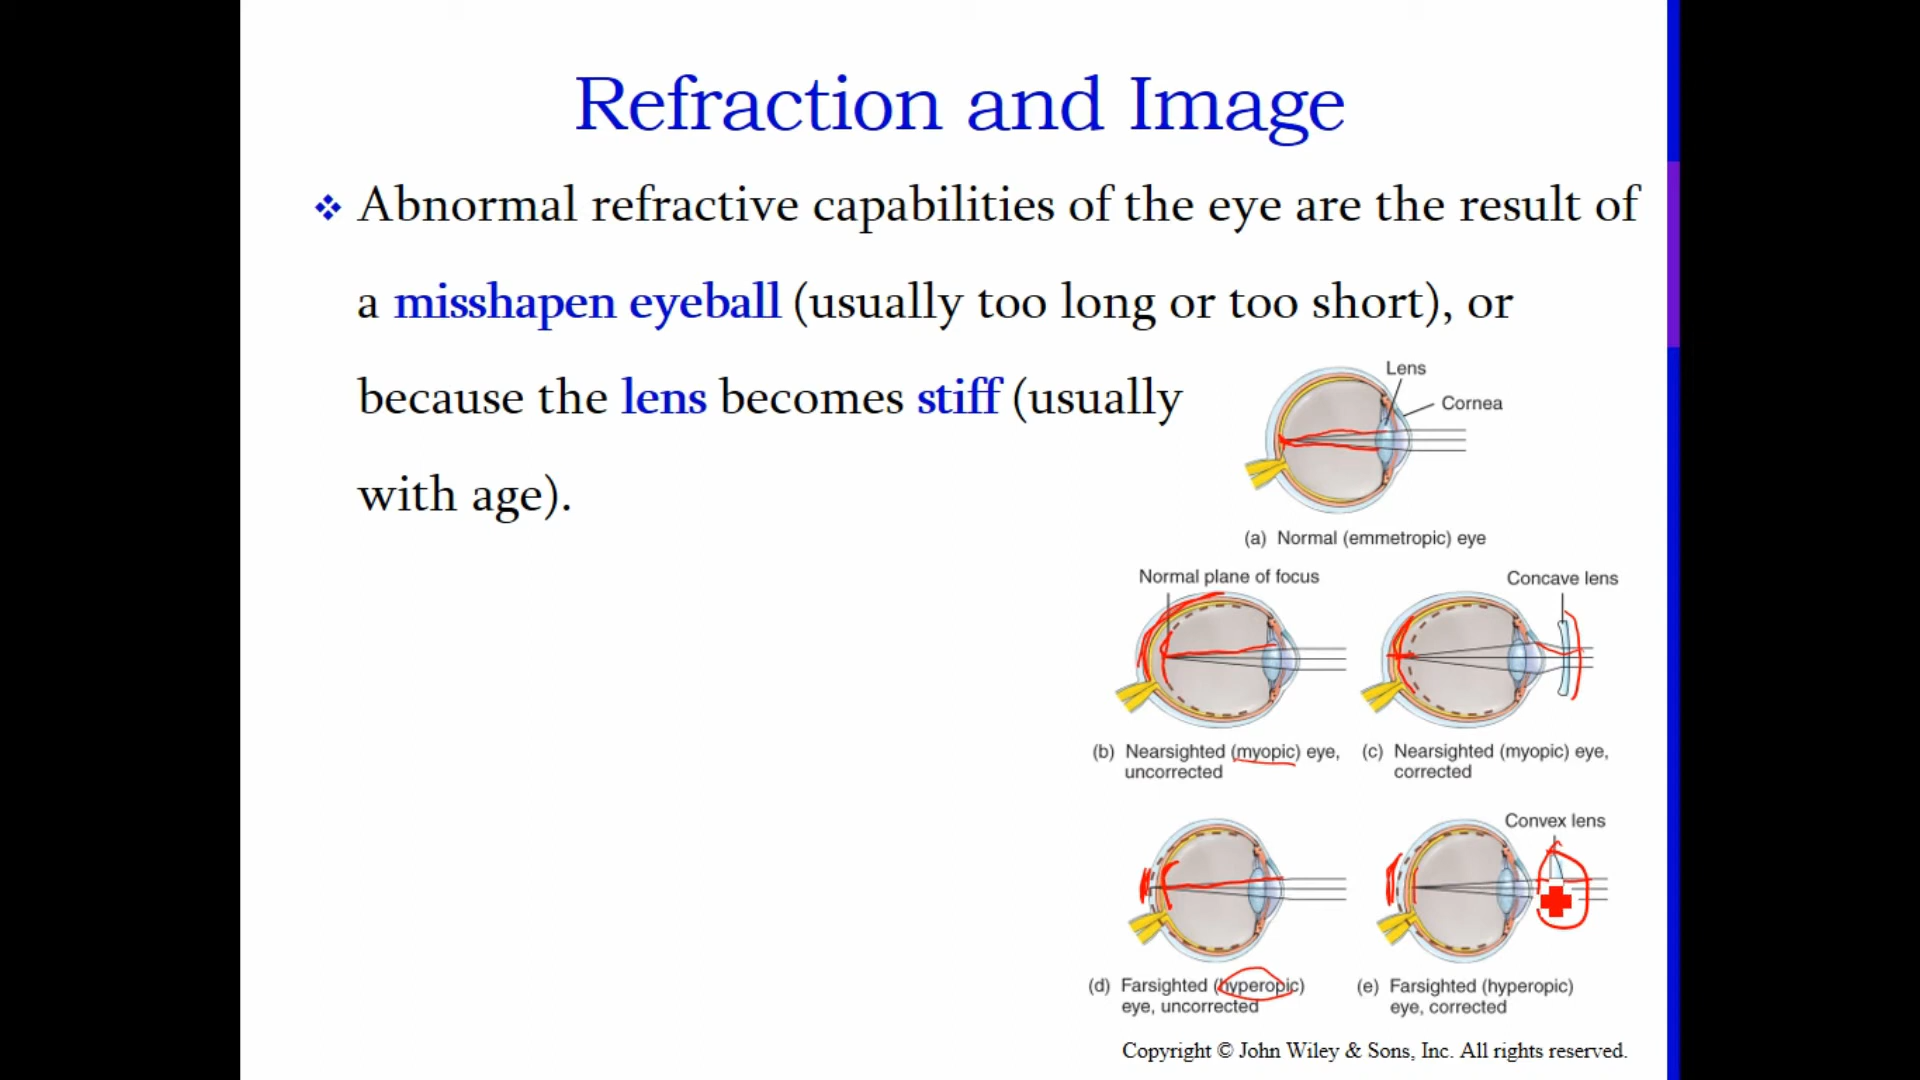 Refraction and Image
Abnormal refractive capabilities of the eye are the result of
a misshapen eyeball (usually too long or too short), or
because the lens becomes stiff (usually
with age).
Lens
Cornea
(a) Normal (emmetropic) eye
Normal plane of focus
Concave lens
(b) Nearsighted (myopic) eye,
uncorrected
(c) Nearsighted (myopic) eye,
corrected
Convex lens
(d) Farsighted (hyperopic)
eye, uncorrected
(e) Farsighted (hyperopic)
eye, corrected
Copyright © John Wiley & Sons, Inc. All rights reserved.